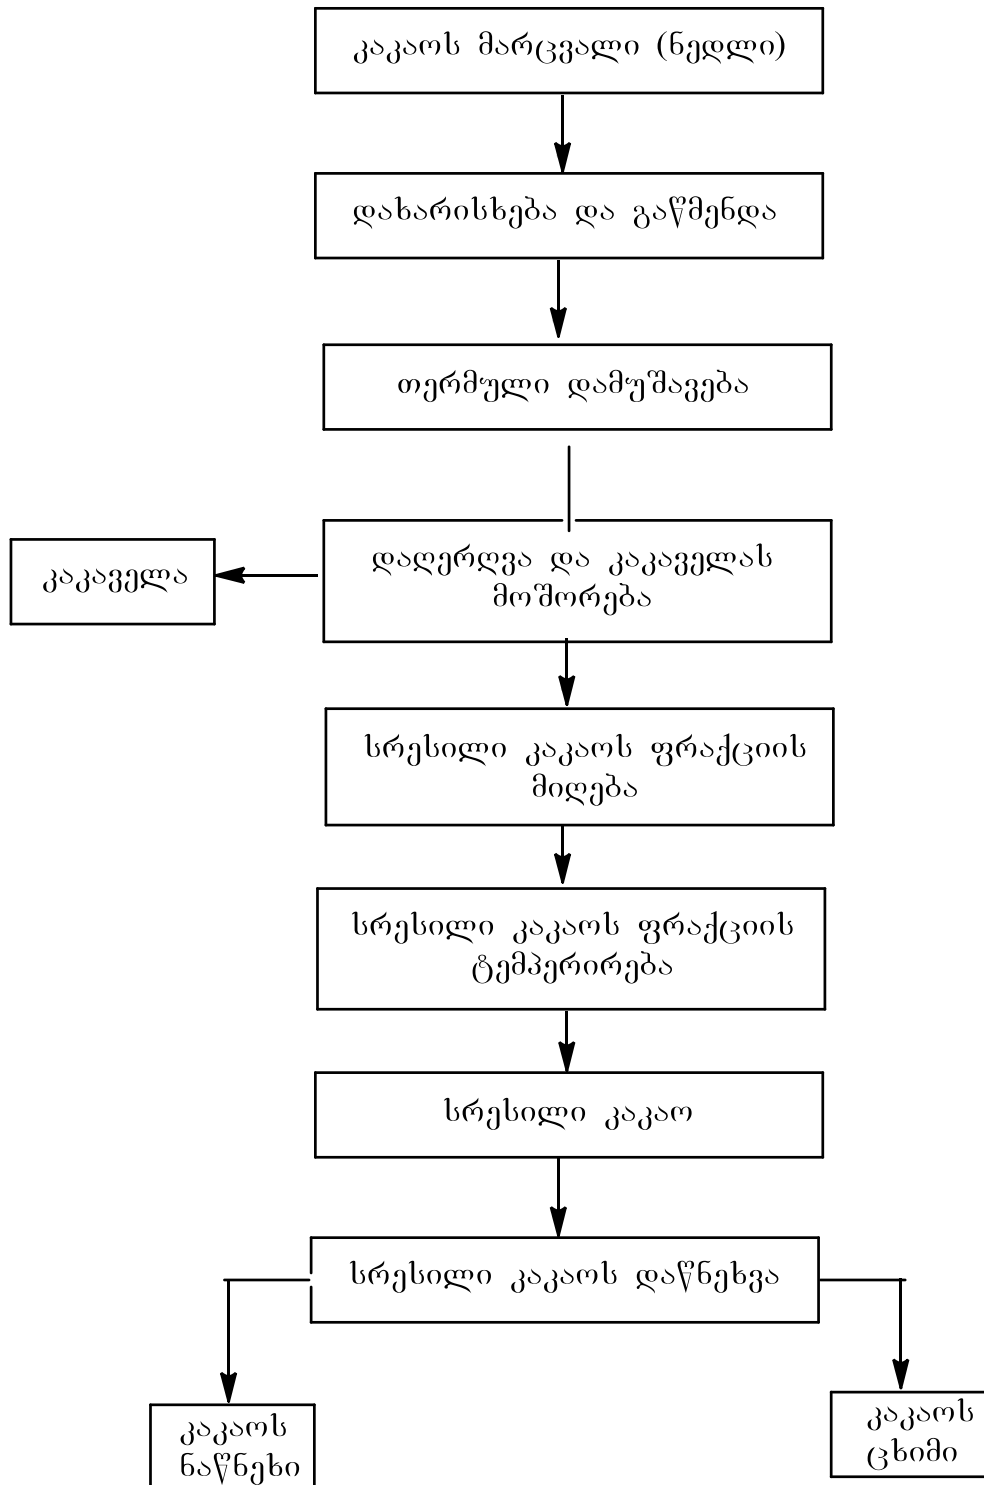 კაკაოს მარცვალი (ნედლი)
დახარისხება და გაწმენდა
თერმული დამუშავება
კაკაველა
დაღერღვა და კაკაველას
მოშორება
სრესილი კაკაოს ფრაქციის
მიღება
სრესილი კაკაოს ფრაქციის
ტემპერირება
სრესილი კაკაო
სრესილი კაკაოს დაწნეხვა
კაკაოს
ნაწნეხი
კაკაოს
ცხიმი